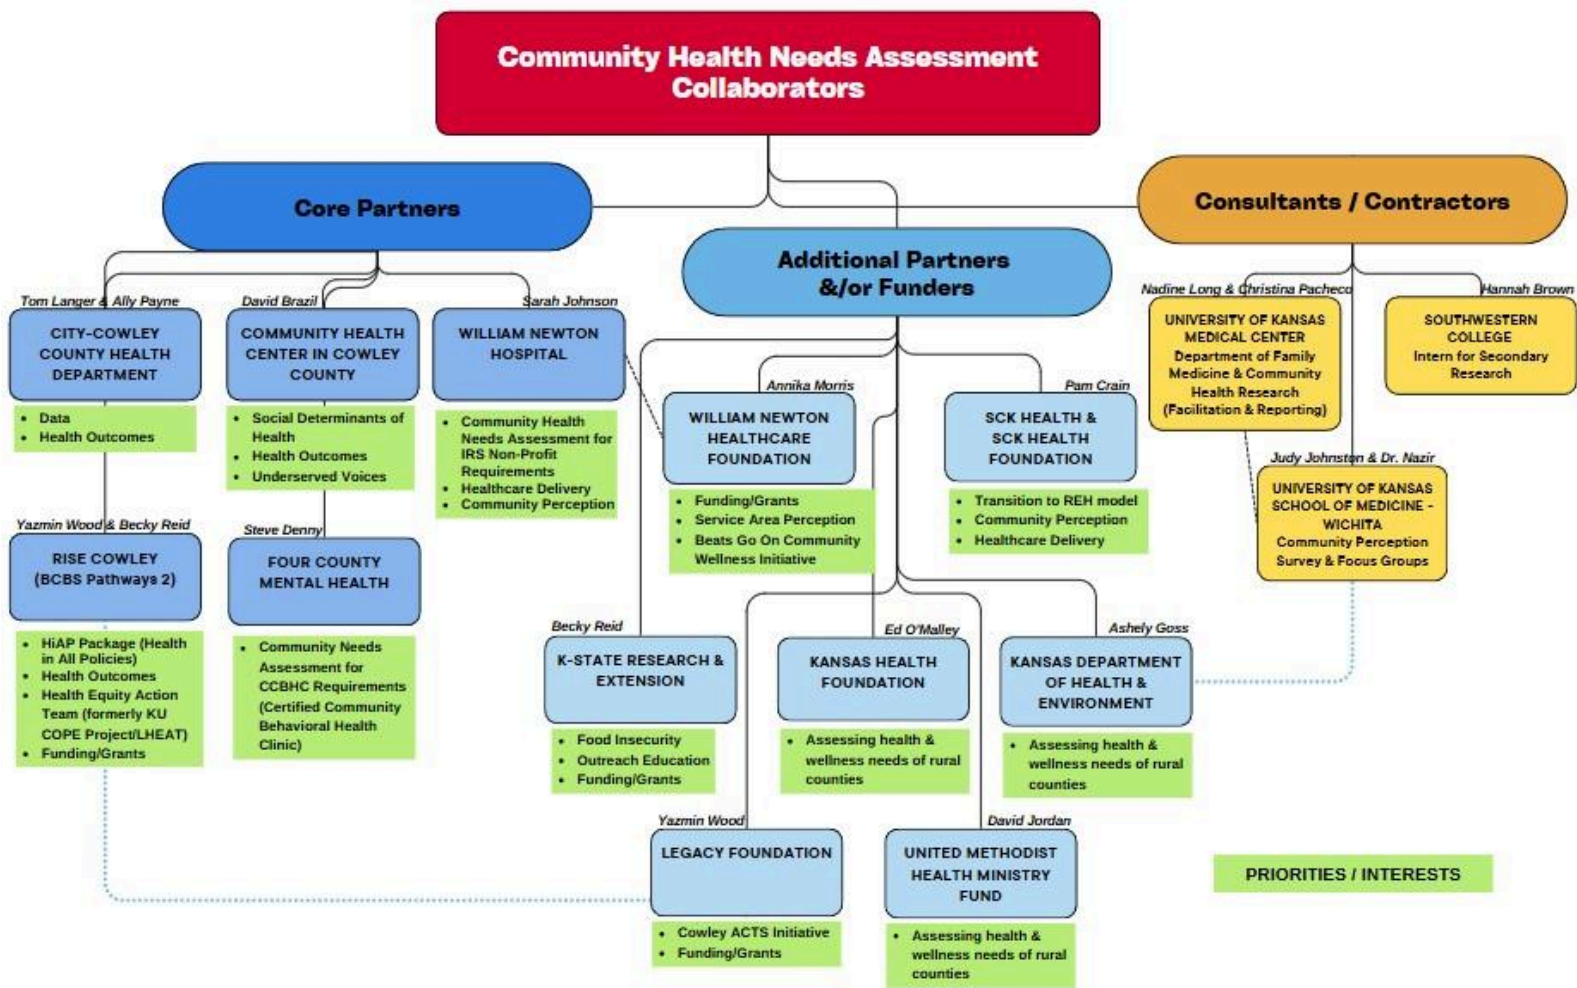 Community Health Needs Assessment
Collaborators
Core Partners
Tom Langer & Ally Payne
CITY-COWLEY
COUNTY HEALTH
DEPARTMENT
• Data
• Health Outcomes
Yazmin Wood & Becky Reid
RISE COWLEY
(BCBS Pathways 2)
• HiAP Package (Health
in All Policies)
• Health Outcomes
• Health Equity Action
Team (formerly KU
COPE Project/LHEAT)
• Funding/Grants
David Brazil
COMMUNITY HEALTH
CENTER IN COWLEY
COUNTY
• Social Determinants of
Health
• Health Outcomes
• Underserved Voices
Steve Denny
FOUR COUNTY
MENTAL HEALTH
• Community Needs
Assessment for
CCBHC Requirements
(Certified Community
Behavioral Health
Clinic)
Sarah Johnson
WILLIAM NEWTON
HOSPITAL
• Community Health
Needs Assessment for
IRS Non-Profit
Requirements
• Healthcare Delivery
• Community Perception
Additional Partners
&/or Funders
Annika Morris
WILLIAM NEWTON
HEALTHCARE
FOUNDATION
• Funding/Grants
• Service Area Perception
• Beats Go On Community
Wellness Initiative
Pam Crain
SCK HEALTH &
SCK HEALTH
FOUNDATION
• Transition to REH model
• Community Perception
• Healthcare Delivery
Becky Reid
K-STATE RESEARCH &
EXTENSION
• Food Insecurity
• Outreach Education
• Funding/Grants
Ed O'Malley
KANSAS HEALTH
FOUNDATION
• Assessing health &
wellness needs of rural
counties
Ashely Goss
KANSAS DEPARTMENT
OF HEALTH &
ENVIRONMENT
• Assessing health &
wellness needs of rural
counties
Yazmin Wood
LEGACY FOUNDATION
• Cowley ACTS Initiative
• Funding/Grants
David Jordan
UNITED METHODIST
HEALTH MINISTRY
FUND
• Assessing health &
wellness needs of rural
counties
Consultants / Contractors
Nadine Long & Christina Pacheco
UNIVERSITY OF KANSAS
MEDICAL CENTER
Department of Family
Medicine & Community
Health Research
(Facilitation & Reporting)
Hannah Brown
SOUTHWESTERN
COLLEGE
Intern for Secondary
Research
Judy Johnston & Dr. Nazir
UNIVERSITY OF KANSAS
SCHOOL OF MEDICINE -
WICHITA
Community Perception
Survey & Focus Groups
PRIORITIES / INTERESTS